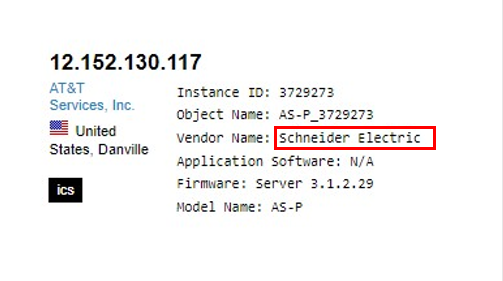 12.152.130.117
AT&T
Services, Inc.
United
States, Danville
ics
Instance ID: 3729273
Object Name: AS-P_3729273
Vendor Name: Schneider Electric
Application Software: N/A
Firmware: Server 3.1.2.29
Model Name: AS-P